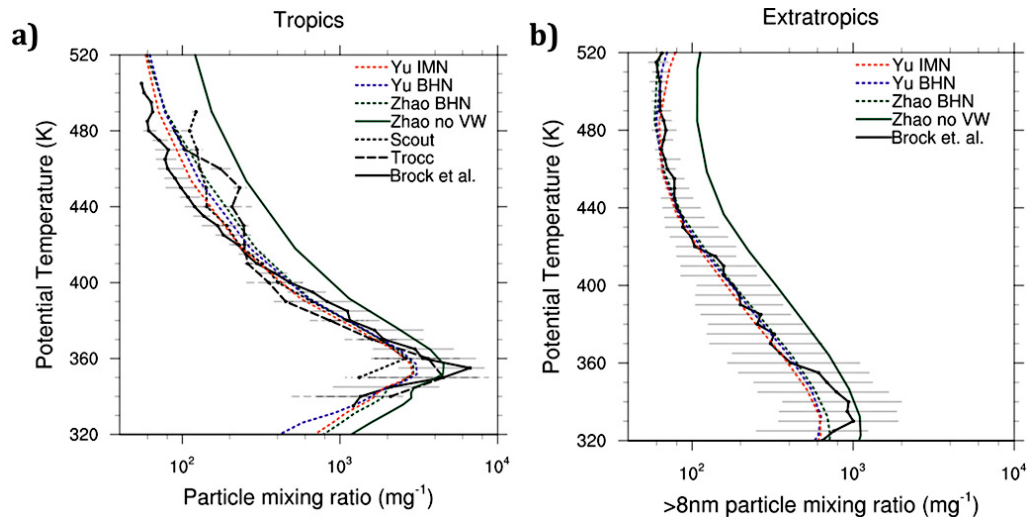 Tropics
a)
520
480
440
400
360
320
Potential Temperature (K)
Yu IMN
Yu BHN
Zhao BHN
Zhao no VW
Scout
Trocc
Brock et al.
10²
10³
10⁴
Particle mixing ratio (mg⁻¹)
Extratropics
b)
520
480
440
400
360
320
Potential Temperature (K)
Yu IMN
Yu BHN
Zhao BHN
Zhao no VW
Brock et. al.
10²
10³
10⁴
>8nm particle mixing ratio (mg⁻¹)